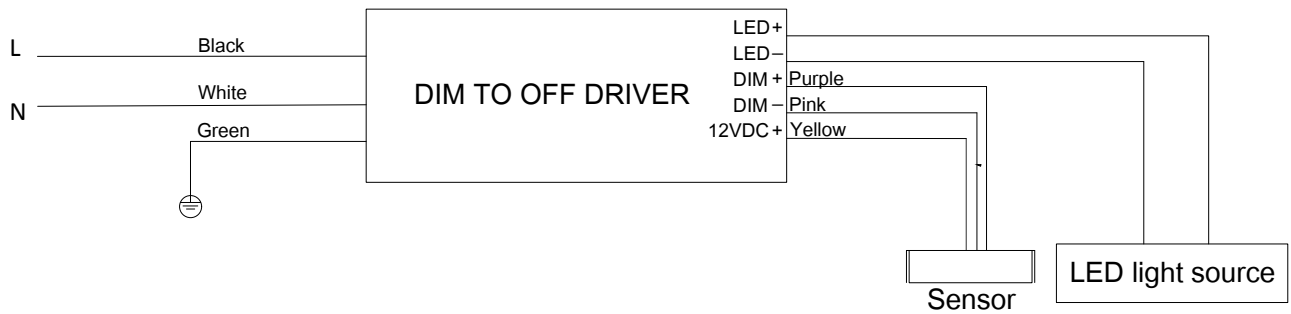 L
Black
N
White
Green
DIM TO OFF DRIVER
LED+
LED−
DIM + Purple
DIM − Pink
12VDC + Yellow
Sensor
LED light source